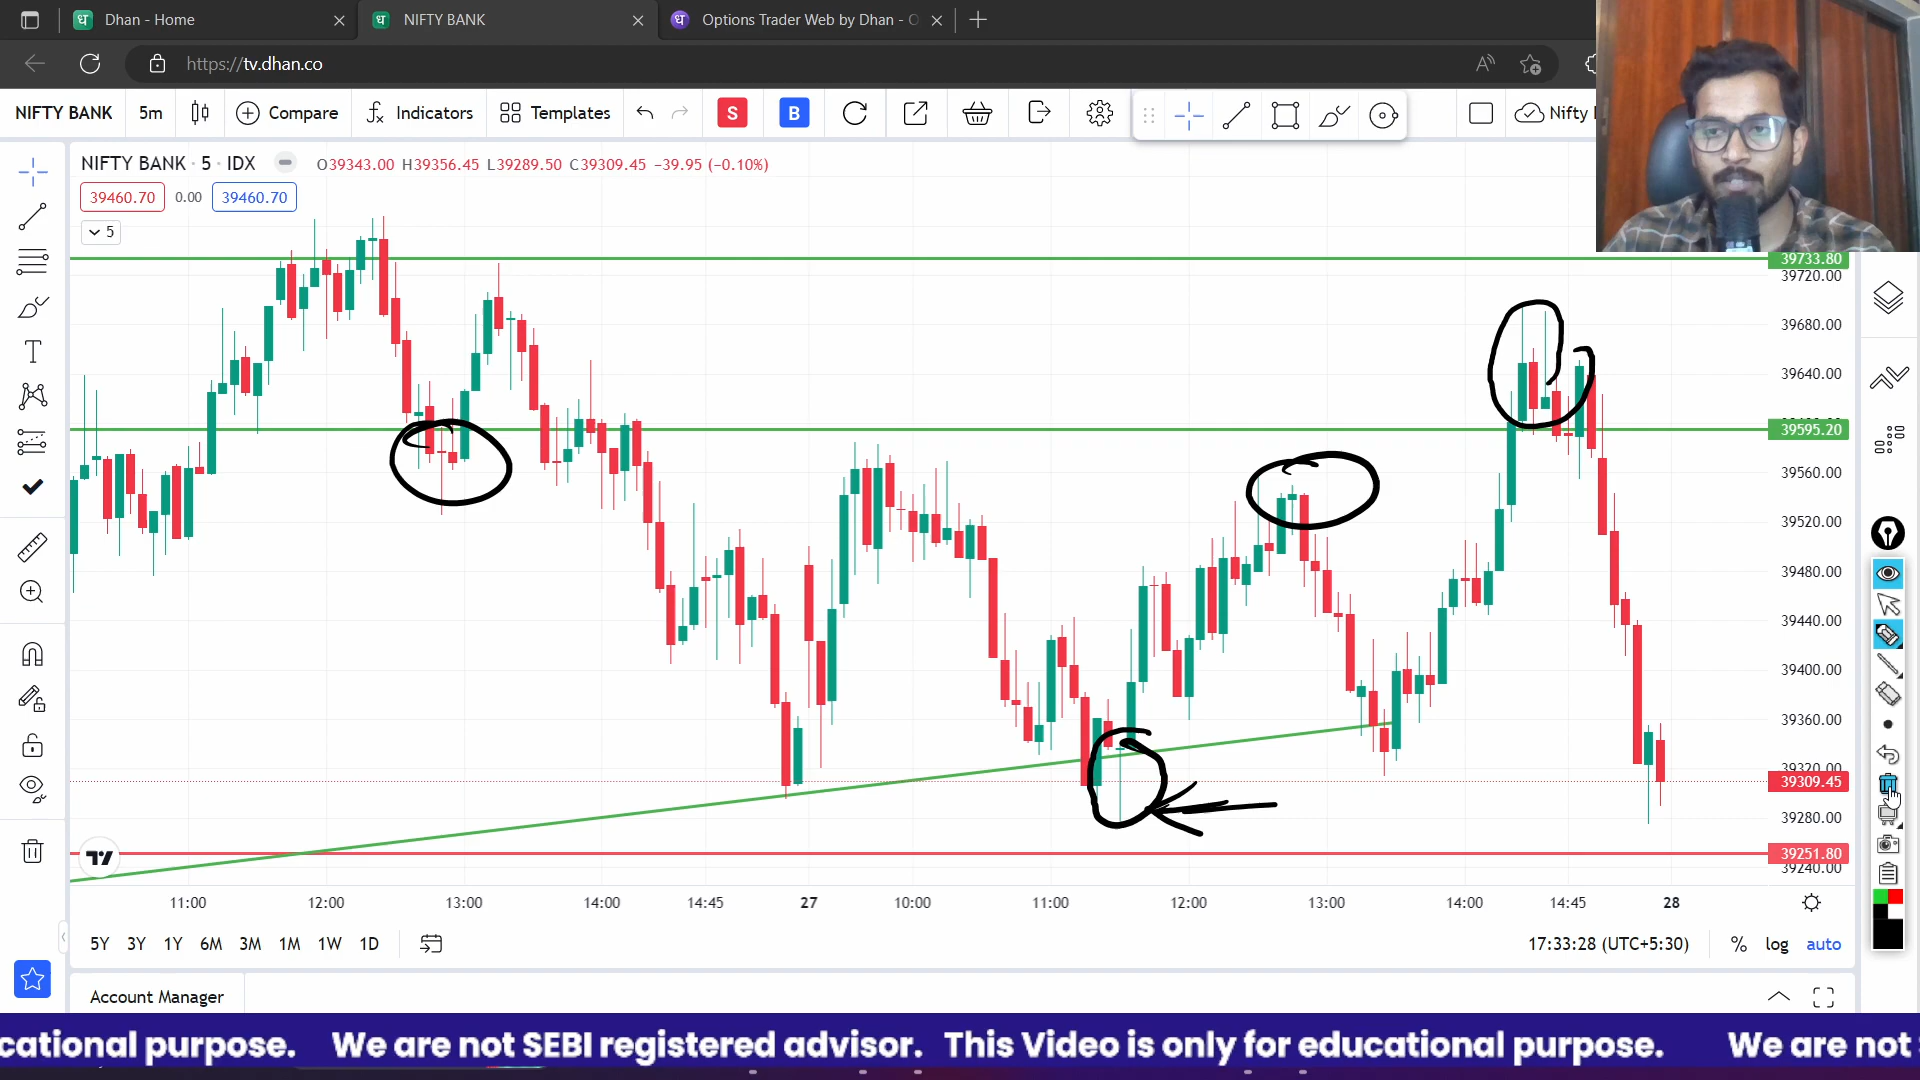 Dhan - Home
NIFTY BANK
Options Trader Web by Dhan - O
https://tv.dhan.co
NIFTY BANK 5m Compare Indicators Templates S B Nifty
NIFTY BANK · 5 · IDX O39343.00 H39356.45 L39289.50 C39309.45 −39.95 (−0.10%)
39460.70 0.00 39460.70
5
39733.80
39720.00
39680.00
39640.00
39595.20
39560.00
39520.00
39480.00
39440.00
39400.00
39360.00
39320.00
39309.45
39280.00
39251.80
39240.00
11:00 12:00 13:00 14:00 14:45 27 10:00 11:00 12:00 13:00 14:00 14:45 28
5Y 3Y 1Y 6M 3M 1M 1W 1D 17:33:28 (UTC+5:30) % log auto
Account Manager
cational purpose. We are not SEBI registered advisor. This Video is only for educational purpose. We are not